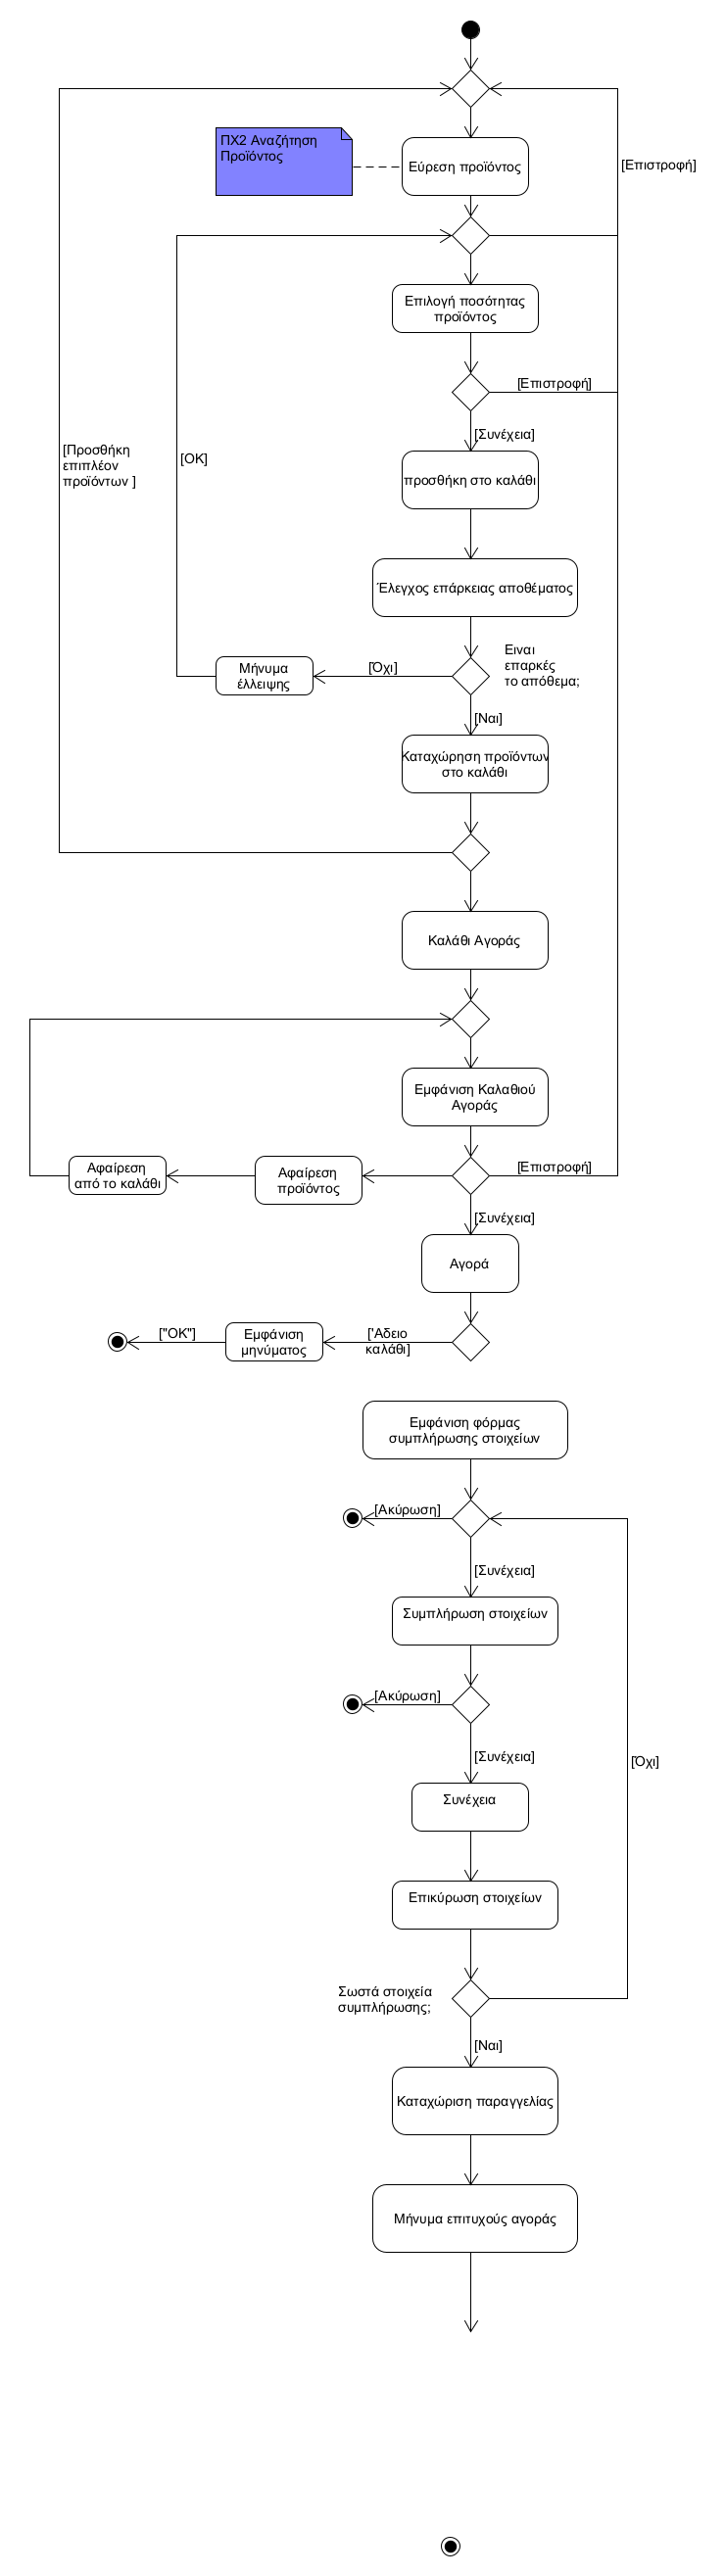 ΠΧ2 Αναζήτηση
Προϊόντος
Εύρεση προϊόντος
[Επιστροφή]
Επιλογή ποσότητας
προϊόντος
[Επιστροφή]
[Συνέχεια]
[Προσθήκη
επιπλέον
προϊόντων ]
[OK]
προσθήκη στο καλάθι
Έλεγχος επάρκειας αποθέματος
Ειναι
επαρκές
το απόθεμα;
[Όχι]
Μήνυμα
έλλειψης
[Ναι]
Καταχώρηση προϊόντων
στο καλάθι
Καλάθι Αγοράς
Εμφάνιση Καλαθιού
Αγοράς
[Επιστροφή]
Αφαίρεση
προϊόντος
Αφαίρεση
από το καλάθι
[Συνέχεια]
Αγορά
['Αδειο
καλάθι]
Εμφάνιση
μηνύματος
["OK"]
Εμφάνιση φόρμας
συμπλήρωσης στοιχείων
[Ακύρωση]
[Συνέχεια]
Συμπλήρωση στοιχείων
[Ακύρωση]
[Συνέχεια]
[Όχι]
Συνέχεια
Επικύρωση στοιχείων
Σωστά στοιχεία
συμπλήρωσης;
[Ναι]
Καταχώριση παραγγελίας
Μήνυμα επιτυχούς αγοράς